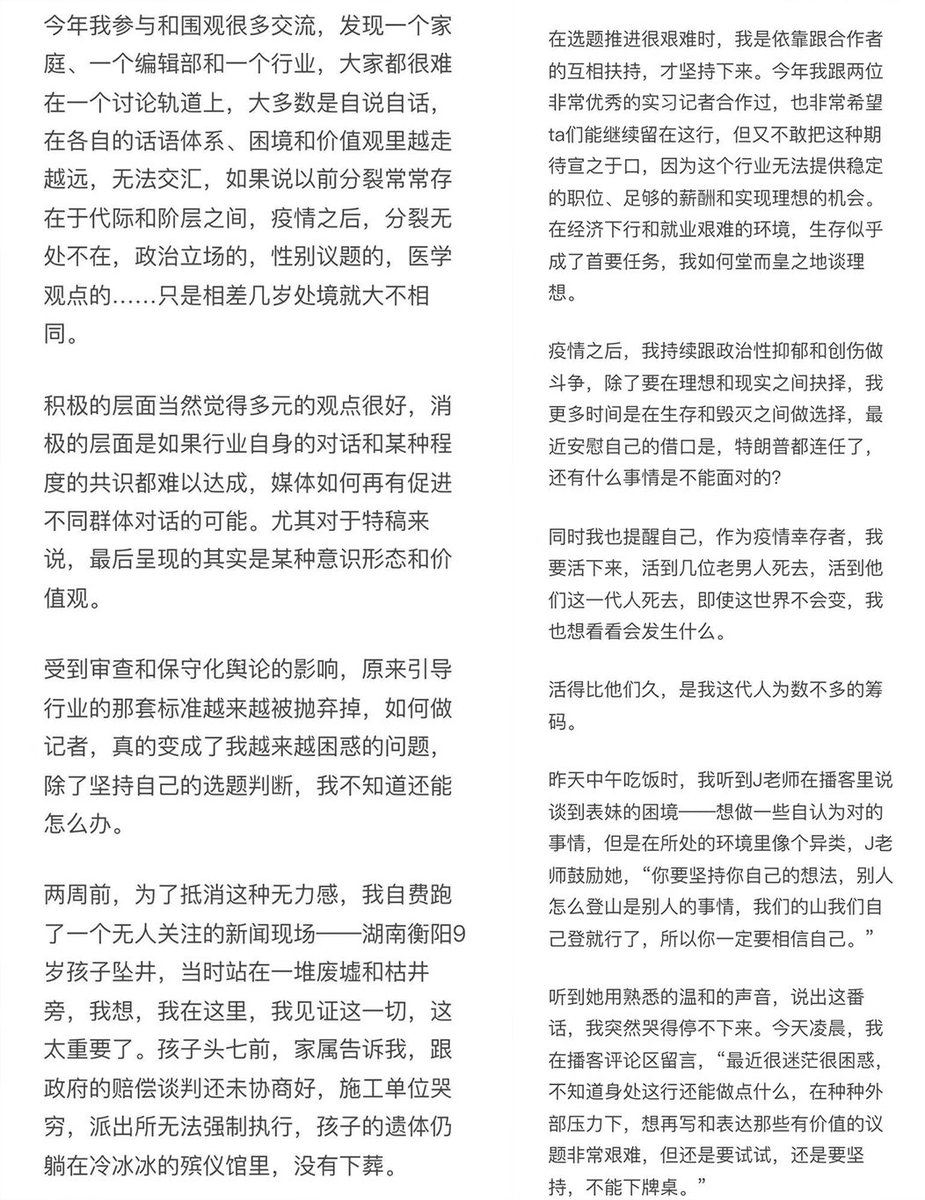 今年我参与和围观很多交流，发现一个家
庭、一个编辑部和一个行业，大家都很难
在一个讨论轨道上，大多数是自说自话，
在各自的话语体系、困境和价值观里越走
越远，无法交汇，如果说以前分裂常常存
在于代际和阶层之间，疫情之后，分裂无
处不在，政治立场的，性别议题的，医学
观点的……只是相差几岁处境就大不相
同。
积极的层面当然觉得多元的观点很好，消
极的层面是如果行业自身的对话和某种程
度的共识都难以达成，媒体如何再有促进
不同群体对话的可能。尤其对于特稿来
说，最后呈现的其实是某种意识形态和价
值观。
受到审查和保守化舆论的影响，原来引导
行业的那套标准越来越被抛弃掉，如何做
记者，真的变成了我越来越困惑的问题，
除了坚持自己的选题判断，我不知道还能
怎么办。
两周前，为了抵消这种无力感，我自费跑
了一个无人关注的新闻现场——湖南衡阳9
岁孩子坠井，当时站在一堆废墟和枯井
旁，我想，我在这里，我见证这一切，这
太重要了。孩子头七前，家属告诉我，跟
政府的赔偿谈判还未协商好，施工单位哭
穷，派出所无法强制执行，孩子的遗体仍
躺在冷冰冰的殡仪馆里，没有下葬。
在选题推进很艰难时，我是依靠跟合作者
的互相扶持，才坚持下来。今年我跟两位
非常优秀的实习记者合作过，也非常希望
ta们能继续留在这行，但又不敢把这种期
待宣之于口，因为这个行业无法提供稳定
的职位、足够的薪酬和实现理想的机会。
在经济下行和就业艰难的环境，生存似乎
成了首要任务，我如何堂而皇之地谈理
想。
疫情之后，我持续跟政治性抑郁和创伤做
斗争，除了要在理想和现实之间抉择，我
更多时间是在生存和毁灭之间做选择，最
近安慰自己的借口是，特朗普都连任了，
还有什么事情是不能面对的?
同时我也提醒自己，作为疫情幸存者，我
要活下来，活到几位老男人死去，活到他
们这一代人死去，即使这世界不会变，我
也想看看会发生什么。
活得比他们久，是我这代人为数不多的筹
码。
昨天中午吃饭时，我听到J老师在播客里说
谈到表妹的困境——想做一些自认为对的
事情，但是在所处的环境里像个异类，J老
师鼓励她，“你要坚持你自己的想法，别人
怎么登山是别人的事情，我们的山我们自
己登就行了，所以你一定要相信自己。”
听到她用熟悉的温和的声音，说出这番
话，我突然哭得停不下来。今天凌晨，我
在播客评论区留言，“最近很迷茫很困惑，
不知道身处这行还能做点什么，在种种外
部压力下，想再写和表达那些有价值的议
题非常艰难，但还是要试试，还是要坚
持，不能下牌桌。”